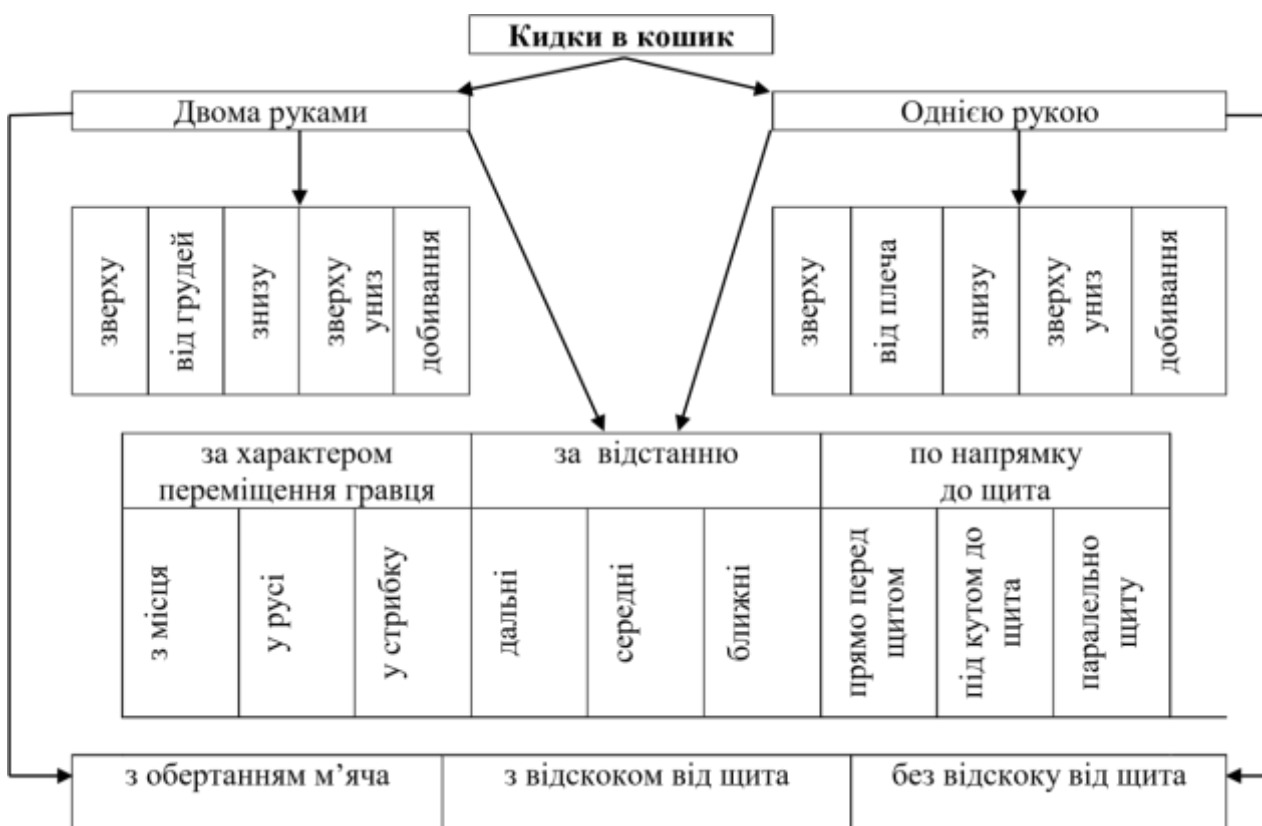 Кидки в кошик
Двома руками
Однією рукою
зверху
від грудей
знизу
зверху
униз
добивання
зверху
від плеча
знизу
зверху
униз
добивання
за характером
переміщення гравця
за відстанню
по напрямку
до щита
з місця
у русі
у стрибку
дальні
середні
ближні
прямо перед
щитом
під кутом до
щита
паралельно
щиту
з обертанням м’яча
з відскоком від щита
без відскоку від щита